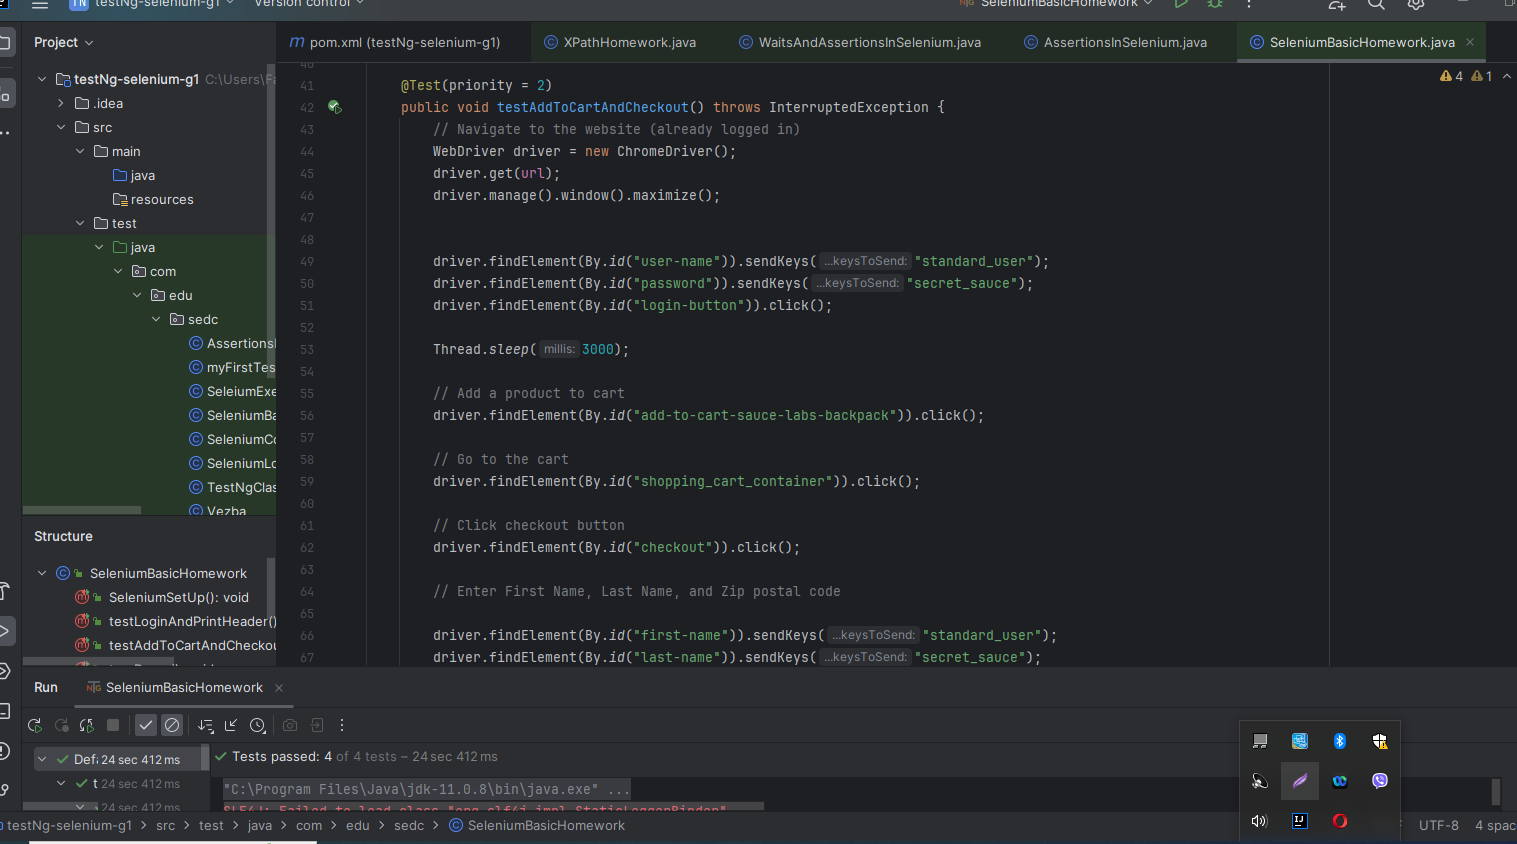 TN testNg-selenium-g1 Version control SeleniumBasicHomework
Project
pom.xml (testNg-selenium-g1) XPathHomework.java WaitsAndAssertionsInSelenium.java AssertionsInSelenium.java SeleniumBasicHomework.java
testNg-selenium-g1 C:\Users\Fa
.idea
src
main
java
resources
test
java
com
edu
sedc
Assertions
myFirstTes
SeleiumExe
SeleniumBa
SeleniumCo
SeleniumLo
TestNgClas
Vezba
4 1
40
41 @Test(priority = 2)
42 public void testAddToCartAndCheckout() throws InterruptedException {
43 // Navigate to the website (already logged in)
44 WebDriver driver = new ChromeDriver();
45 driver.get(url);
46 driver.manage().window().maximize();
47
48
49 driver.findElement(By.id("user-name")).sendKeys( ...keysToSend: "standard_user");
50 driver.findElement(By.id("password")).sendKeys( ...keysToSend: "secret_sauce");
51 driver.findElement(By.id("login-button")).click();
52
53 Thread.sleep( millis: 3000);
54
55 // Add a product to cart
56 driver.findElement(By.id("add-to-cart-sauce-labs-backpack")).click();
57
58 // Go to the cart
59 driver.findElement(By.id("shopping_cart_container")).click();
60
61 // Click checkout button
62 driver.findElement(By.id("checkout")).click();
63
64 // Enter First Name, Last Name, and Zip postal code
65
66 driver.findElement(By.id("first-name")).sendKeys( ...keysToSend: "standard_user");
67 driver.findElement(By.id("last-name")).sendKeys( ...keysToSend: "secret_sauce");
Structure
SeleniumBasicHomework
SeleniumSetUp(): void
testLoginAndPrintHeader()
testAddToCartAndCheckou
Run SeleniumBasicHomework
Defa 24 sec 412 ms
t 24 sec 412 ms
24 sec 412 ms
Tests passed: 4 of 4 tests – 24 sec 412 ms
"C:\Program Files\Java\jdk-11.0.8\bin\java.exe" ...
SLF4J: Failed to load class "org.slf4j.impl.StaticLoggerBinder".
testNg-selenium-g1 > src > test > java > com > edu > sedc > SeleniumBasicHomework
UTF-8 4 spac